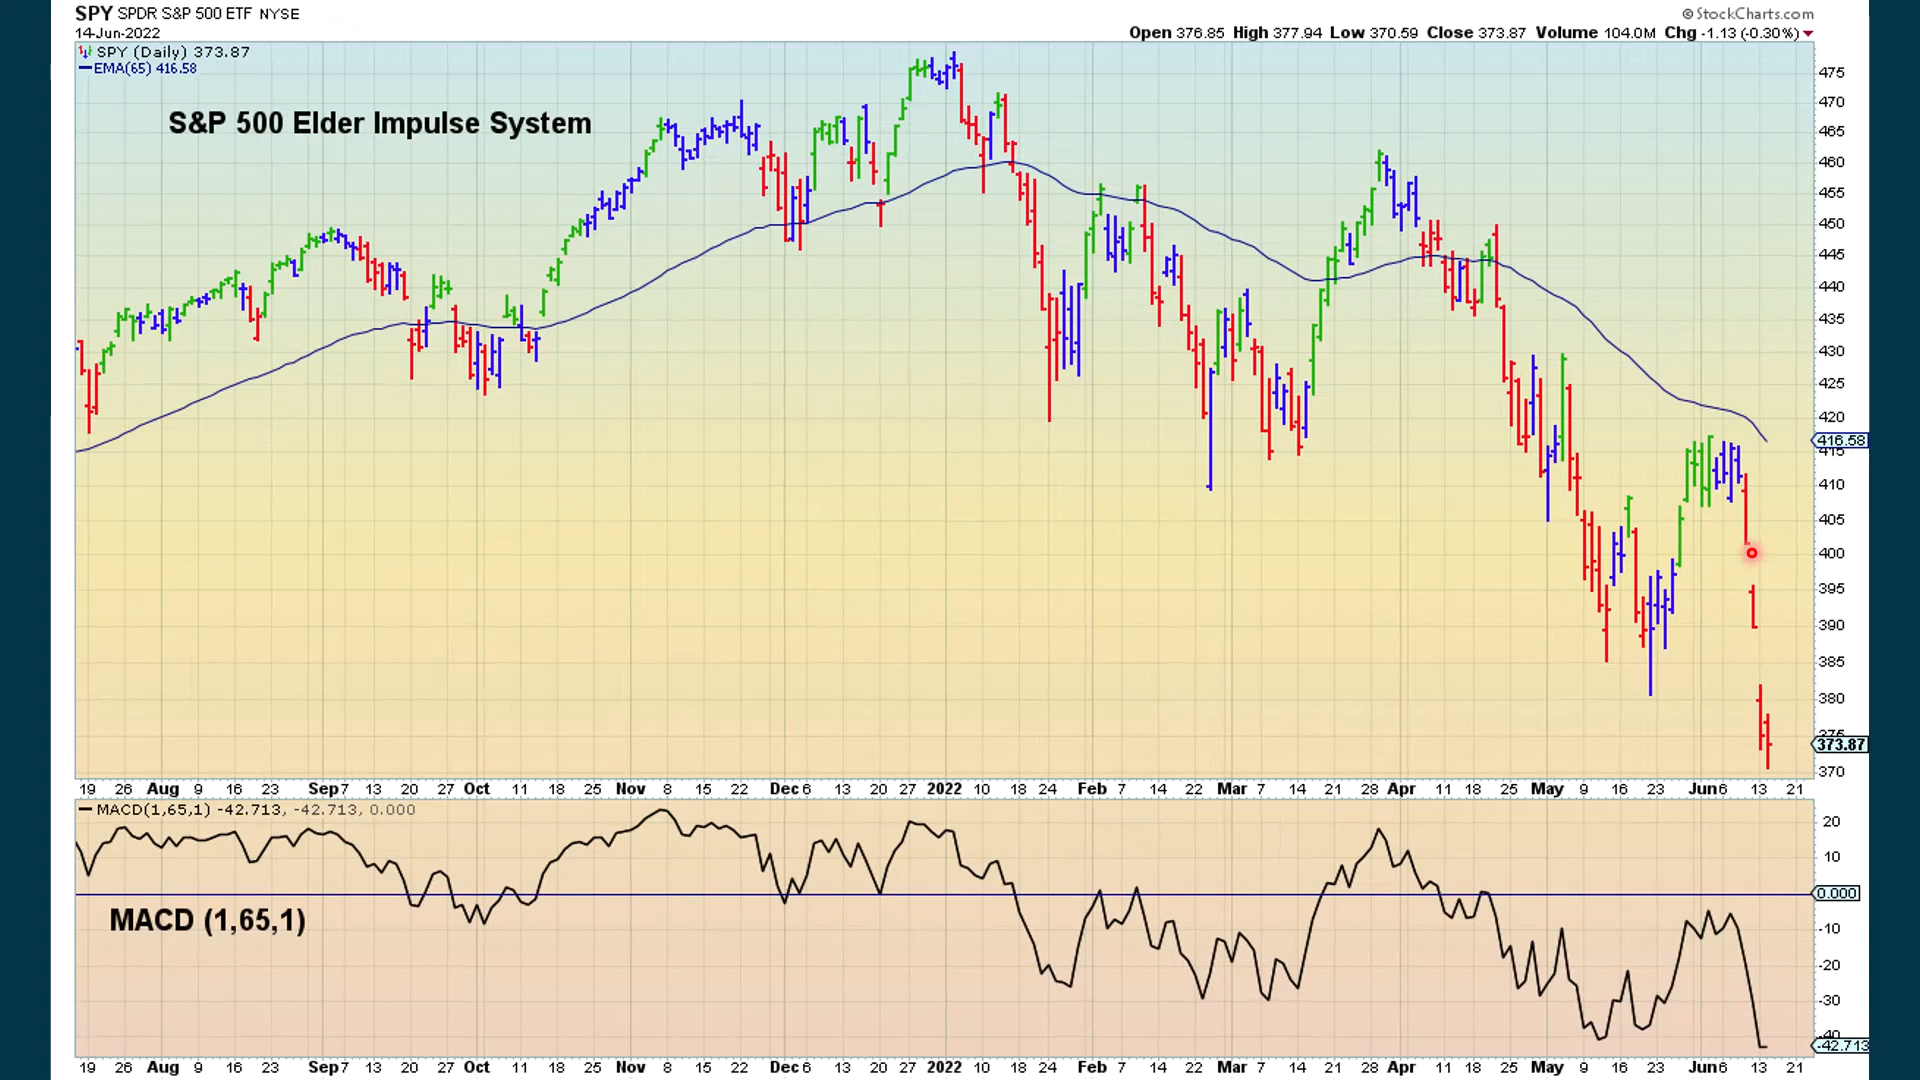 SPY SPDR S&P 500 ETF NYSE
© StockCharts.com
14-Jun-2022
Open 376.85 High 377.94 Low 370.59 Close 373.87 Volume 104.0M Chg -1.13 (-0.30%)
SPY (Daily) 373.87
EMA(65) 416.58
S&P 500 Elder Impulse System
475
470
465
460
455
450
445
440
435
430
425
420
416.58
415
410
405
400
395
390
385
380
375
373.87
370
19 26 Aug 9 16 23 Sep 7 13 20 27 Oct 11 18 25 Nov 8 15 22 Dec 6 13 20 27 2022 10 18 24 Feb 7 14 22 Mar 7 14 21 Apr 11 18 25 May 9 16 23 Jun 6 13 21
MACD(1,65,1) -42.713, -42.713, 0.000
20
10
0.000
MACD (1,65,1)
-10
-20
-30
-40
-42.713
19 26 Aug 9 16 23 Sep 7 13 20 27 Oct 11 18 25 Nov 8 15 22 Dec 6 13 20 27 2022 10 18 24 Feb 7 14 22 Mar 7 14 21 Apr 11 18 25 May 9 16 23 Jun 6 13 21